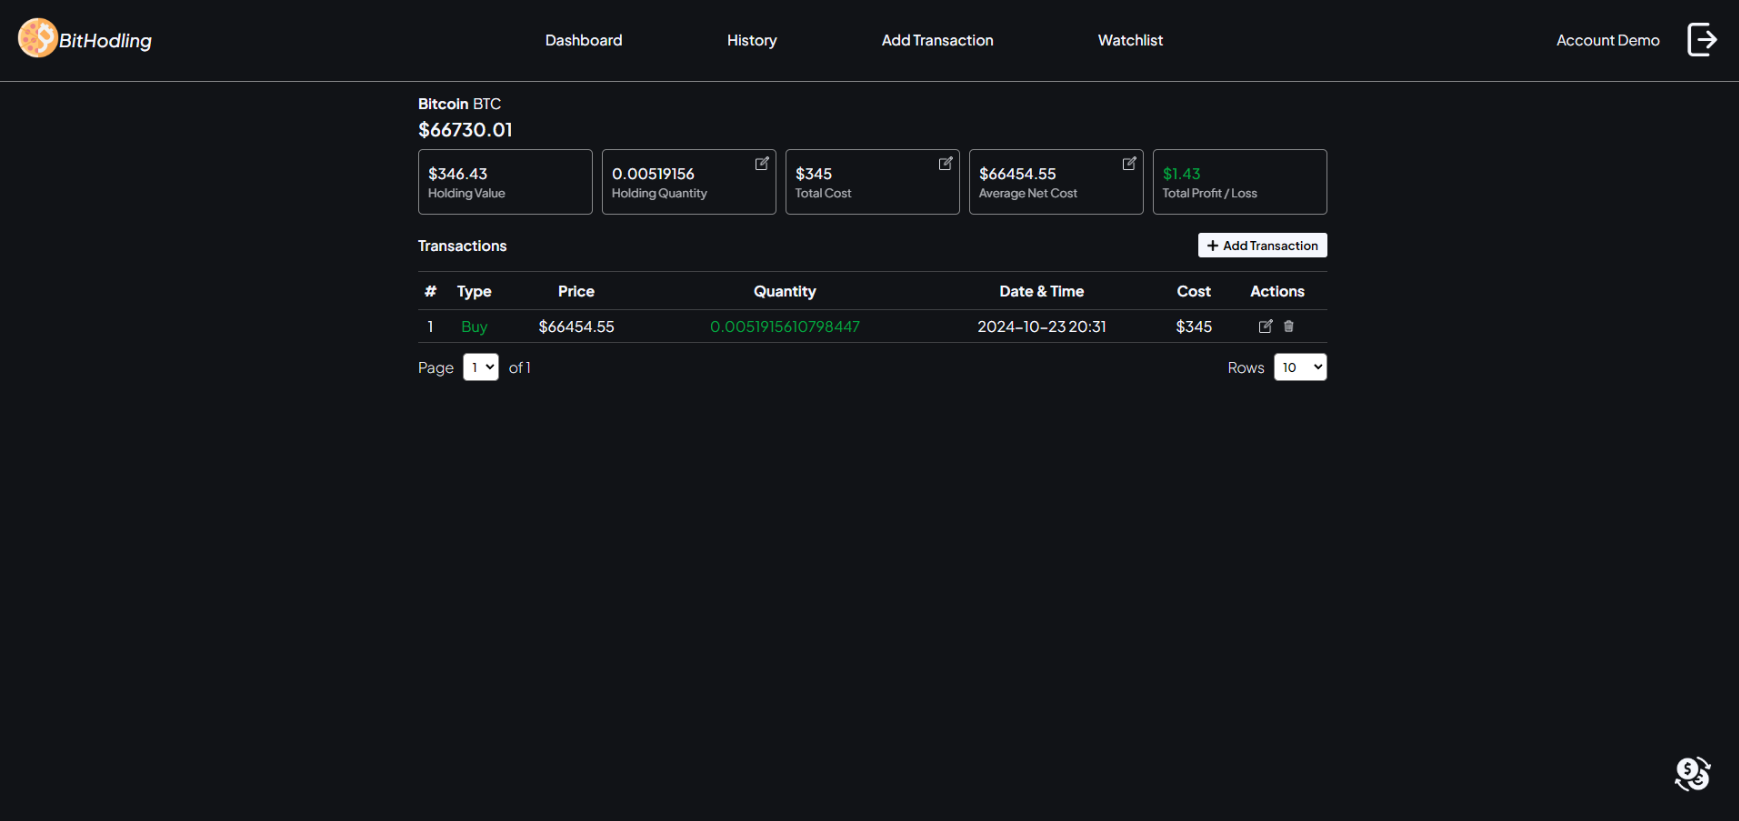 BitHodling
Dashboard History Add Transaction Watchlist Account Demo
Bitcoin BTC
$66730.01
$346.43 0.00519156 $345 $66454.55 $1.43
Holding Value Holding Quantity Total Cost Average Net Cost Total Profit / Loss
Transactions + Add Transaction
# Type Price Quantity Date & Time Cost Actions
1 Buy $66454.55 0.0051915610798447 2024-10-23 20:31 $345
Page 1 of 1 Rows 10